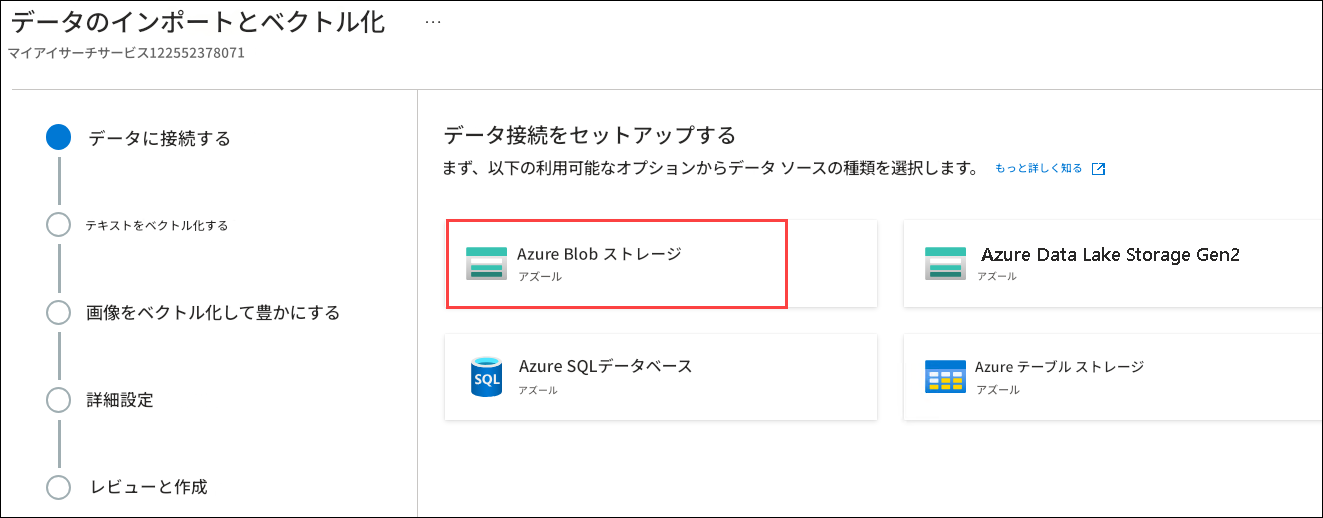 データのインポートとベクトル化 ...
マイアイサーチサービス122552378071
データに接続する
テキストをベクトル化する
画像をベクトル化して豊かにする
詳細設定
レビューと作成
データ接続をセットアップする
まず、以下の利用可能なオプションからデータ ソースの種類を選択します。 もっと詳しく知る
Azure Blob ストレージ
アズール
Azure Data Lake Storage Gen2
アズール
SQL
Azure SQLデータベース
アズール
Azure テーブル ストレージ
アズール